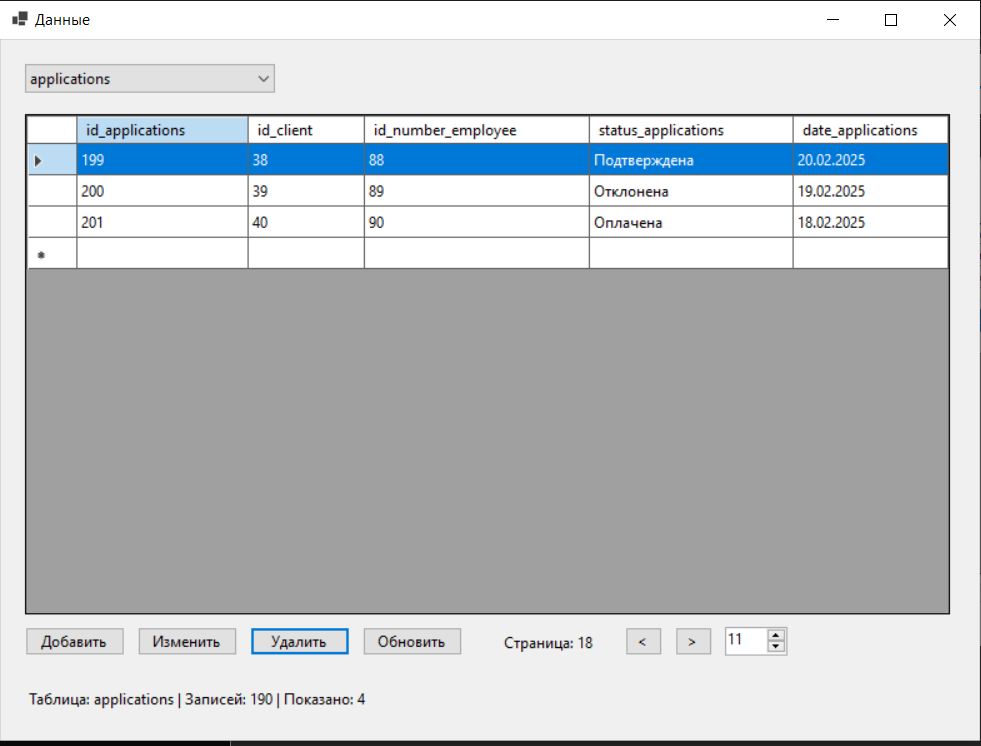 Данные
applications
id_applications id_client id_number_employee status_applications date_applications
199 38 88 Подтверждена 20.02.2025
200 39 89 Отклонена 19.02.2025
201 40 90 Оплачена 18.02.2025
Добавить Изменить Удалить Обновить Страница: 18 < > 11
Таблица: applications | Записей: 190 | Показано: 4